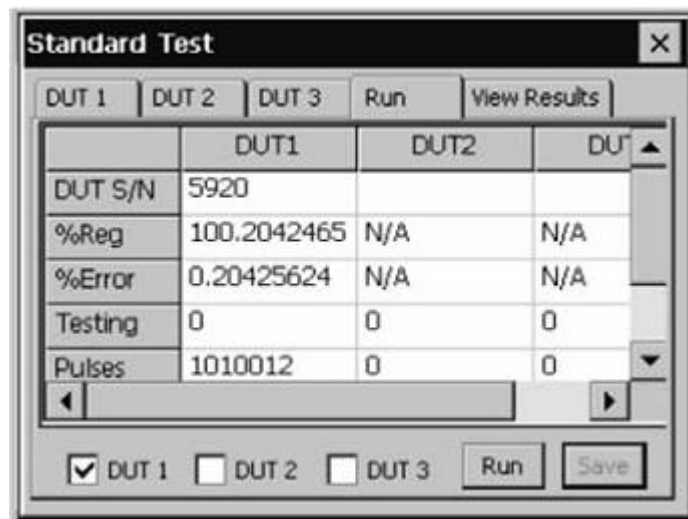 Standard Test
DUT 1 DUT 2 DUT 3 Run View Results
DUT1 DUT2 DUT
DUT S/N 5920
%Reg 100.2042465 N/A N/A
%Error 0.20425624 N/A N/A
Testing 0 0 0
Pulses 1010012 0 0
DUT 1 DUT 2 DUT 3 Run Save